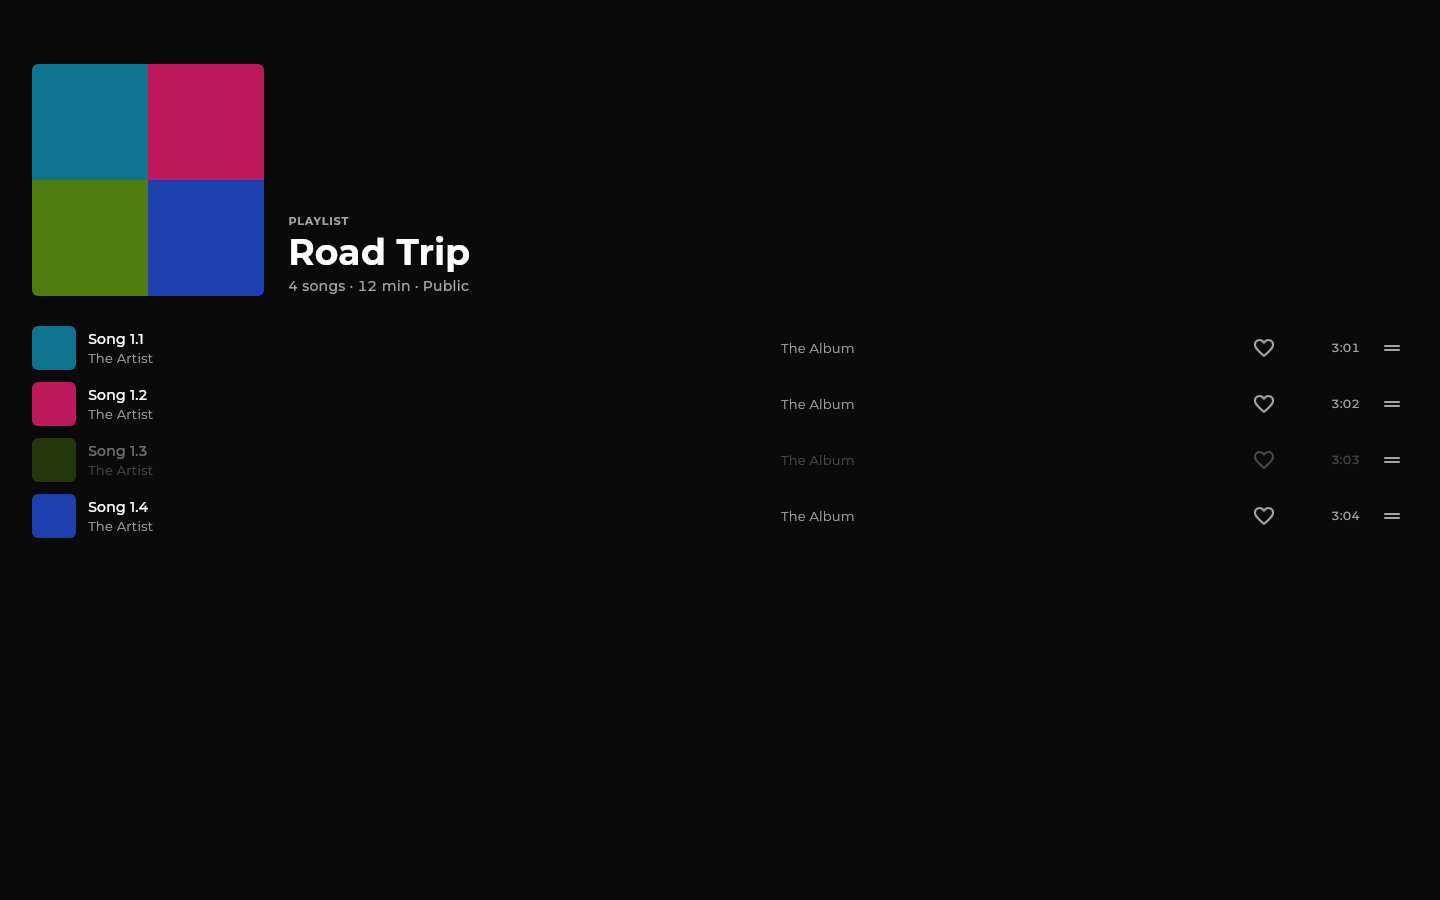 PLAYLIST
Road Trip
4 songs · 12 min · Public
Song 1.1
The Artist
The Album
3:01
Song 1.2
The Artist
The Album
3:02
Song 1.3
The Artist
The Album
3:03
Song 1.4
The Artist
The Album
3:04